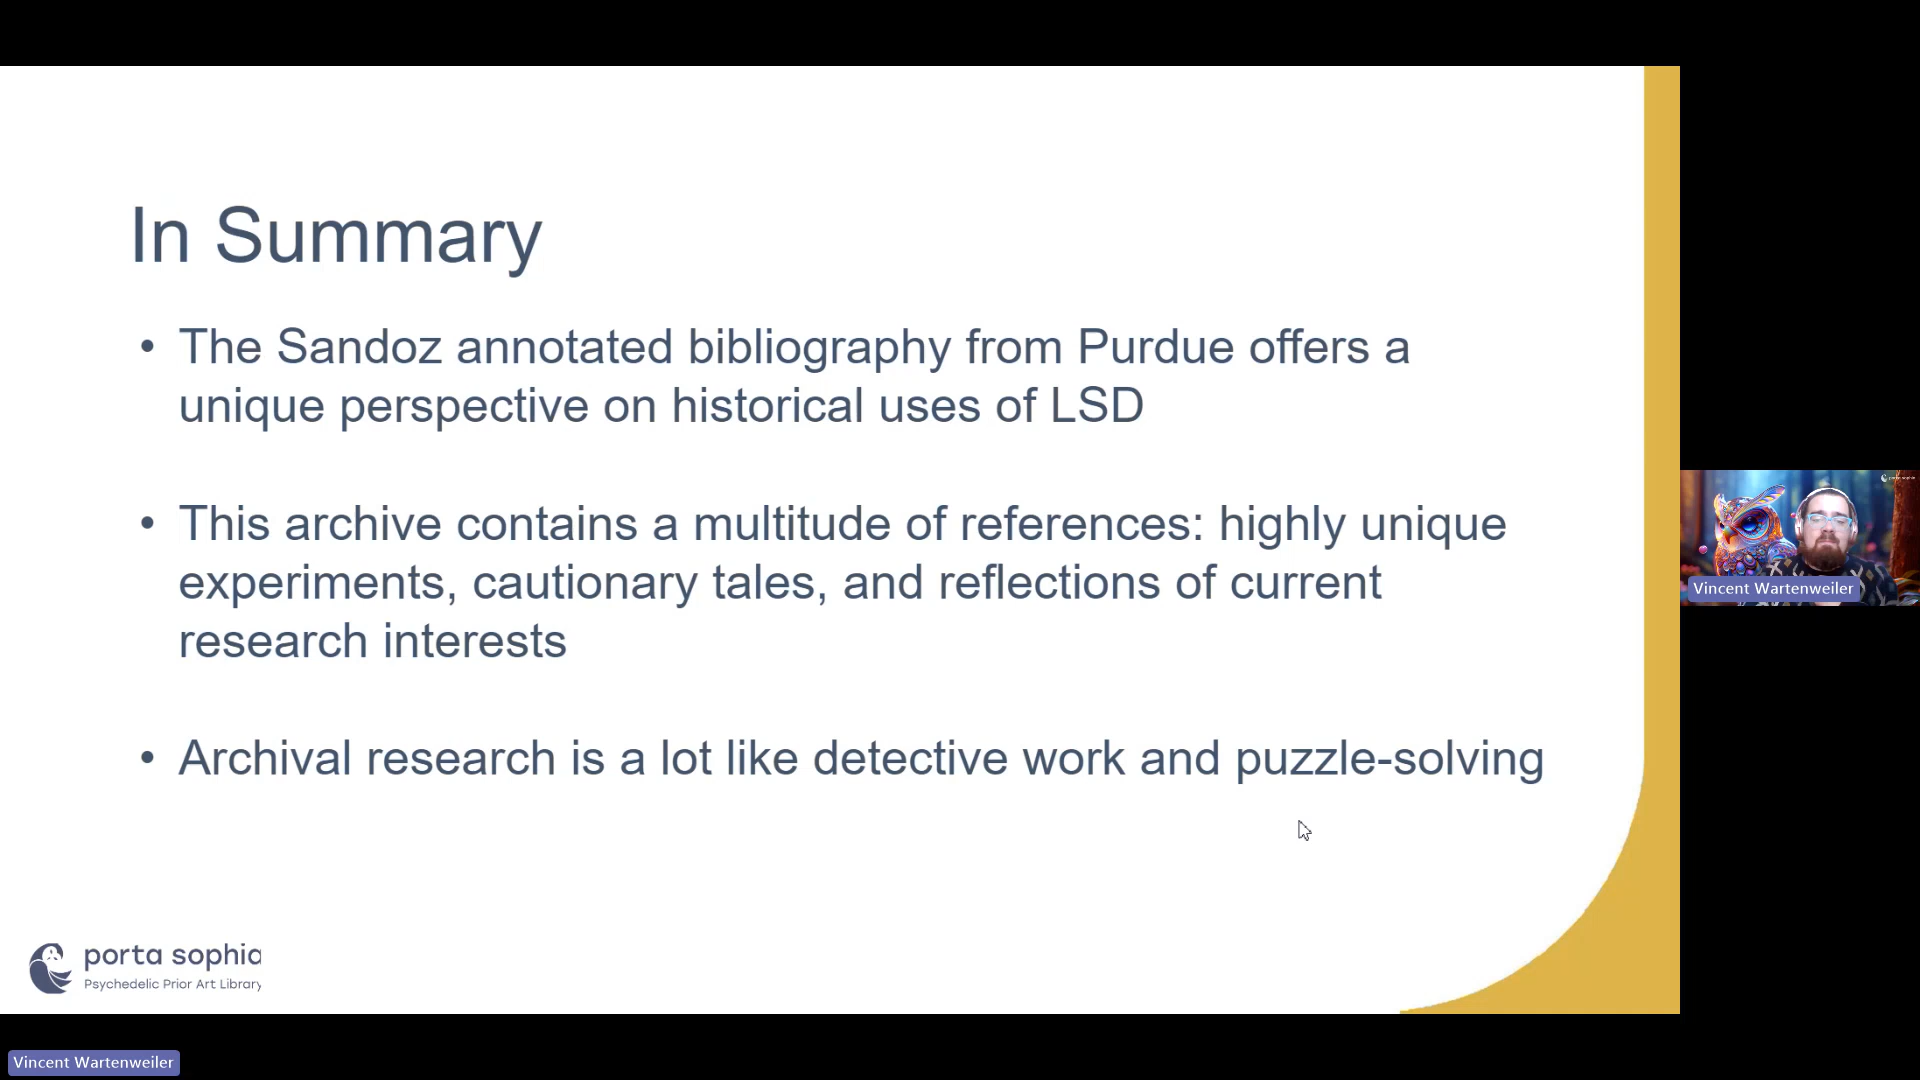 In Summary
• The Sandoz annotated bibliography from Purdue offers a
unique perspective on historical uses of LSD
• This archive contains a multitude of references: highly unique
experiments, cautionary tales, and reflections of current
research interests
• Archival research is a lot like detective work and puzzle-solving
porta sophia
Psychedelic Prior Art Library
porta sophia
Vincent Wartenweiler
Vincent Wartenweiler